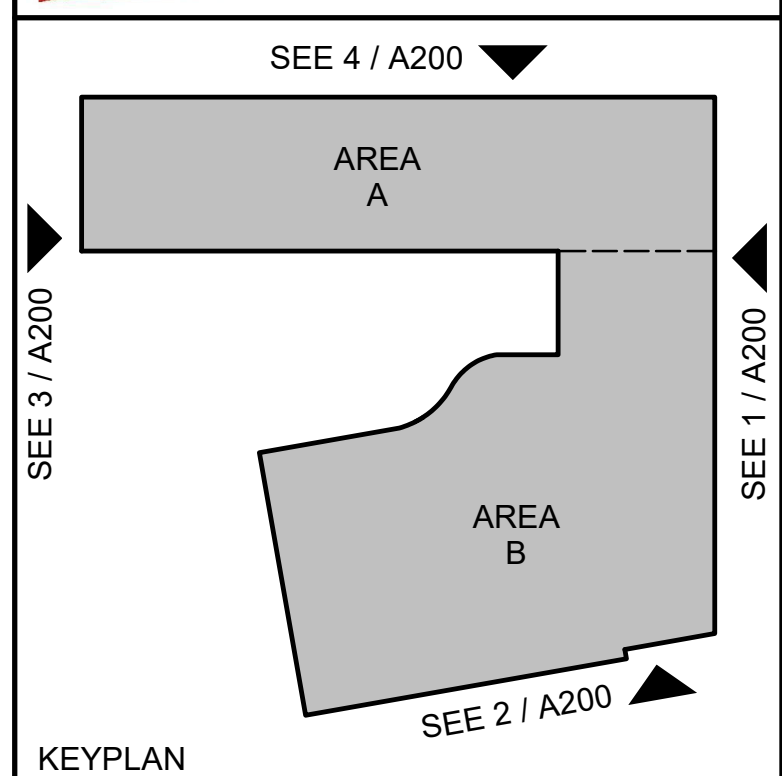 SEE 4 / A200
AREA
A
SEE 3 / A200
SEE 1 / A200
AREA
B
SEE 2 / A200
KEYPLAN